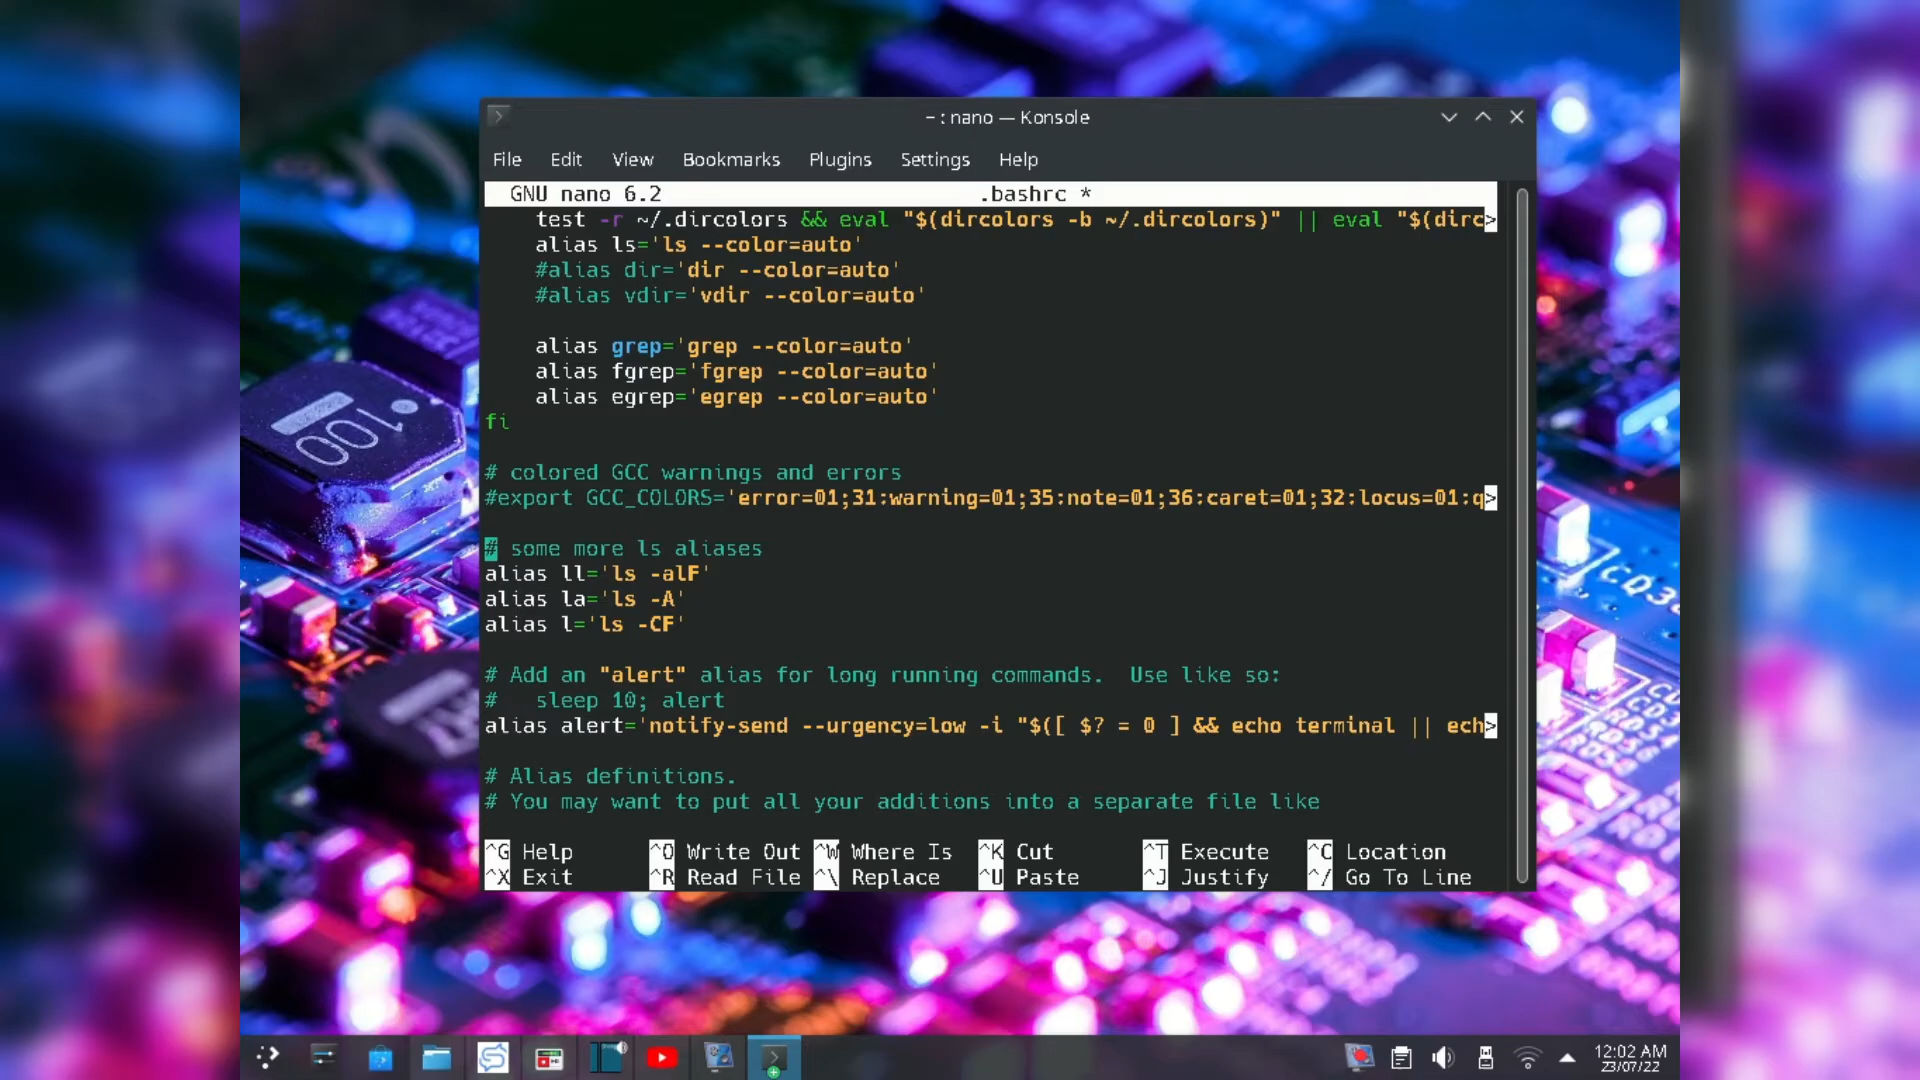 ~ : nano — Konsole
File Edit View Bookmarks Plugins Settings Help
GNU nano 6.2 .bashrc *
test -r ~/.dircolors && eval "$(dircolors -b ~/.dircolors)" || eval "$(dirc>
alias ls='ls --color=auto'
#alias dir='dir --color=auto'
#alias vdir='vdir --color=auto'
alias grep='grep --color=auto'
alias fgrep='fgrep --color=auto'
alias egrep='egrep --color=auto'
fi
# colored GCC warnings and errors
#export GCC_COLORS='error=01;31:warning=01;35:note=01;36:caret=01;32:locus=01:q>
# some more ls aliases
alias ll='ls -alF'
alias la='ls -A'
alias l='ls -CF'
# Add an "alert" alias for long running commands.  Use like so:
#   sleep 10; alert
alias alert='notify-send --urgency=low -i "$([ $? = 0 ] && echo terminal || ech>
# Alias definitions.
# You may want to put all your additions into a separate file like
^G Help ^O Write Out ^W Where Is ^K Cut ^T Execute ^C Location
^X Exit ^R Read File ^\ Replace ^U Paste ^J Justify ^/ Go To Line
100
12:02 AM
23/07/22